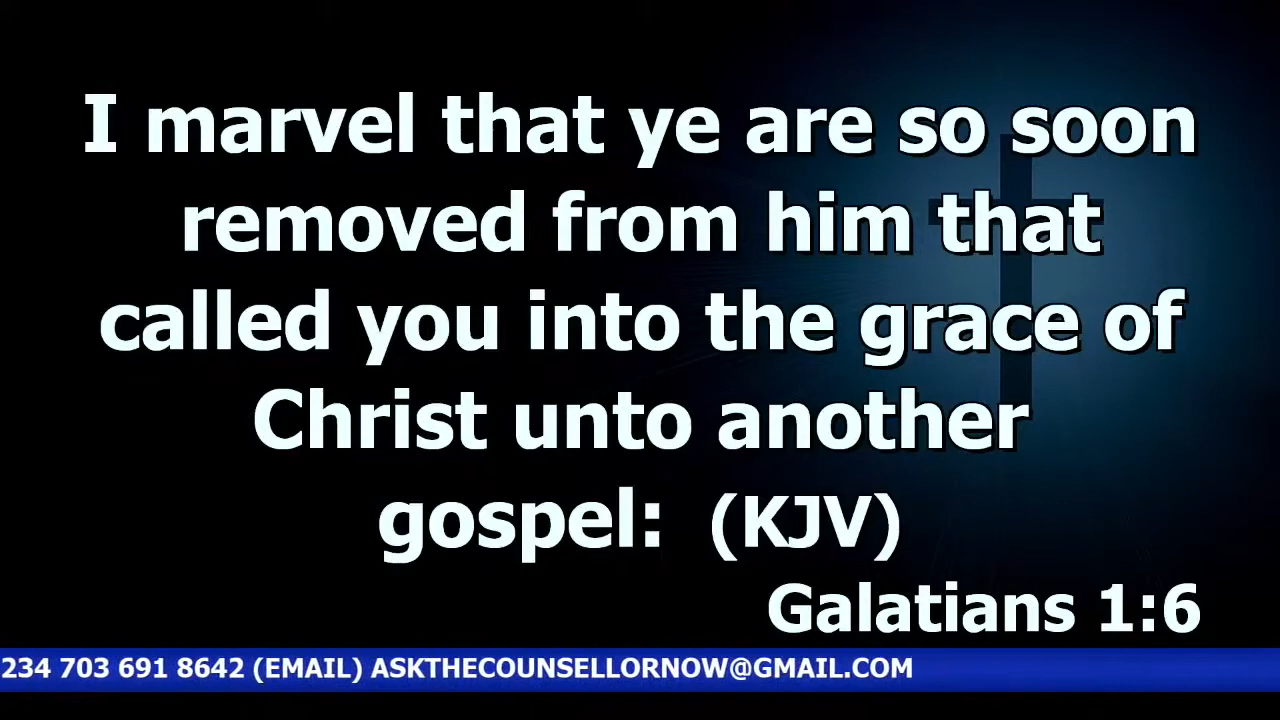 I marvel that ye are so soon
removed from him that
called you into the grace of
Christ unto another
gospel:  (KJV)
Galatians 1:6
234 703 691 8642 (EMAIL) ASKTHECOUNSELLORNOW@GMAIL.COM